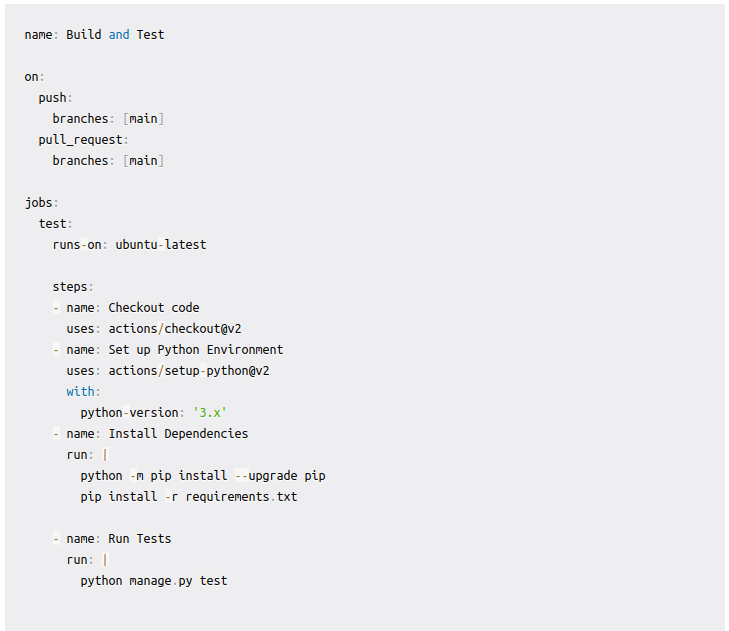 name: Build and Test

on:
  push:
    branches: [main]
  pull_request:
    branches: [main]

jobs:
  test:
    runs-on: ubuntu-latest

    steps:
    - name: Checkout code
      uses: actions/checkout@v2
    - name: Set up Python Environment
      uses: actions/setup-python@v2
      with:
        python-version: '3.x'
    - name: Install Dependencies
      run: |
        python -m pip install --upgrade pip
        pip install -r requirements.txt

    - name: Run Tests
      run: |
        python manage.py test